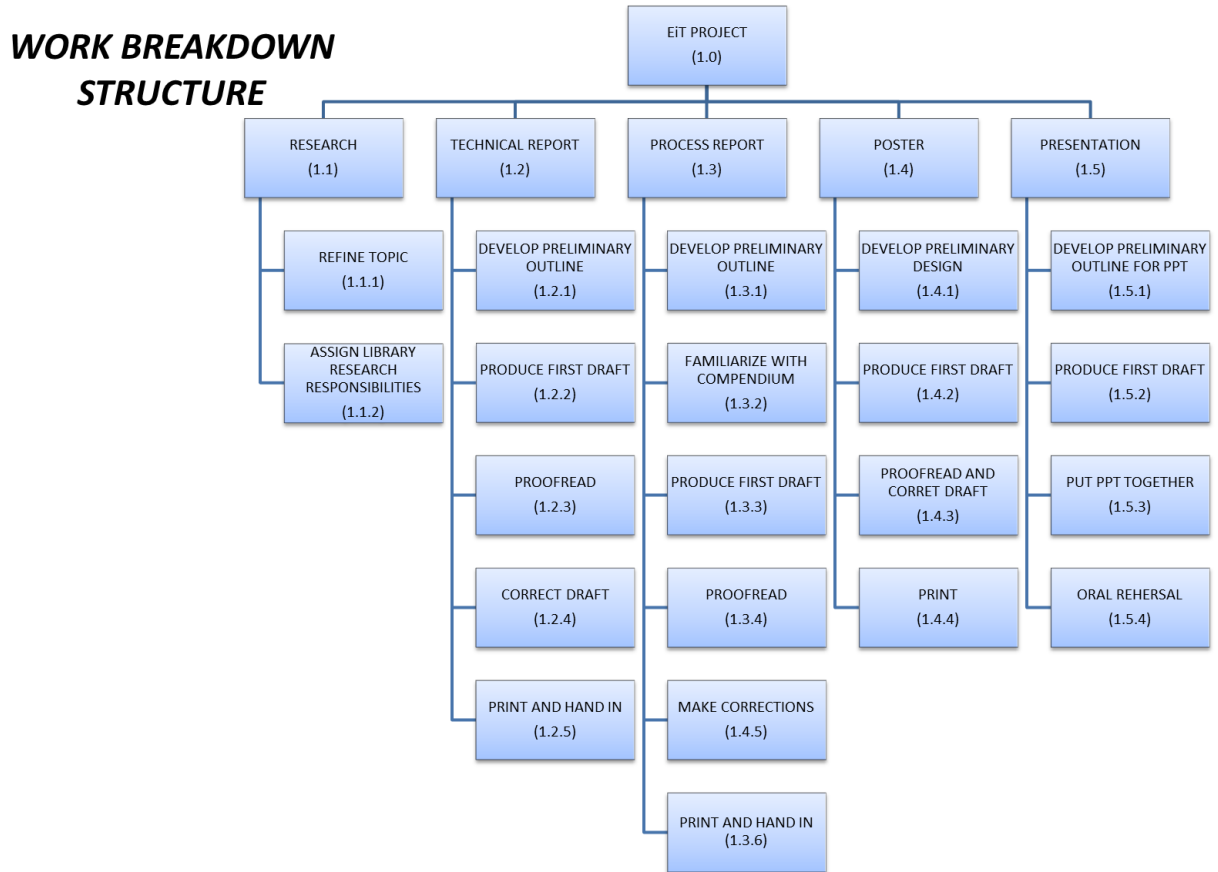 WORK BREAKDOWN
STRUCTURE
EiT PROJECT
(1.0)
RESEARCH
(1.1)
REFINE TOPIC
(1.1.1)
ASSIGN LIBRARY
RESEARCH
RESPONSIBILITIES
(1.1.2)
TECHNICAL REPORT
(1.2)
DEVELOP PRELIMINARY
OUTLINE
(1.2.1)
PRODUCE FIRST DRAFT
(1.2.2)
PROOFREAD
(1.2.3)
CORRECT DRAFT
(1.2.4)
PRINT AND HAND IN
(1.2.5)
PROCESS REPORT
(1.3)
DEVELOP PRELIMINARY
OUTLINE
(1.3.1)
FAMILIARIZE WITH
COMPENDIUM
(1.3.2)
PRODUCE FIRST DRAFT
(1.3.3)
PROOFREAD
(1.3.4)
MAKE CORRECTIONS
(1.4.5)
PRINT AND HAND IN
(1.3.6)
POSTER
(1.4)
DEVELOP PRELIMINARY
DESIGN
(1.4.1)
PRODUCE FIRST DRAFT
(1.4.2)
PROOFREAD AND
CORRET DRAFT
(1.4.3)
PRINT
(1.4.4)
PRESENTATION
(1.5)
DEVELOP PRELIMINARY
OUTLINE FOR PPT
(1.5.1)
PRODUCE FIRST DRAFT
(1.5.2)
PUT PPT TOGETHER
(1.5.3)
ORAL REHERSAL
(1.5.4)